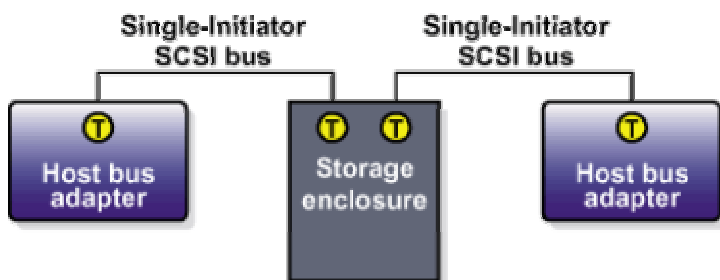 Single-Initiator
SCSI bus
Single-Initiator
SCSI bus
T
Host bus
adapter
T
T
Storage
enclosure
T
Host bus
adapter